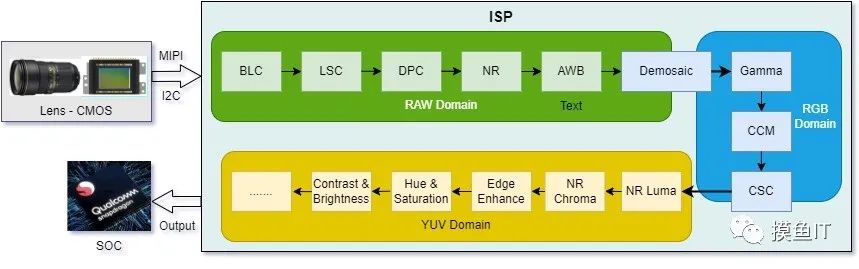 ISP
MIPI
I2C
Lens - CMOS
BLC
LSC
DPC
NR
AWB
Demosaic
Gamma
RAW Domain
Text
RGB
Domain
CCM
CSC
NR Luma
NR
Chroma
Edge
Enhance
Hue &
Saturation
Contrast &
Brightness
.......
YUV Domain
Qualcomm
snapdragon
Output
SOC
摸鱼IT